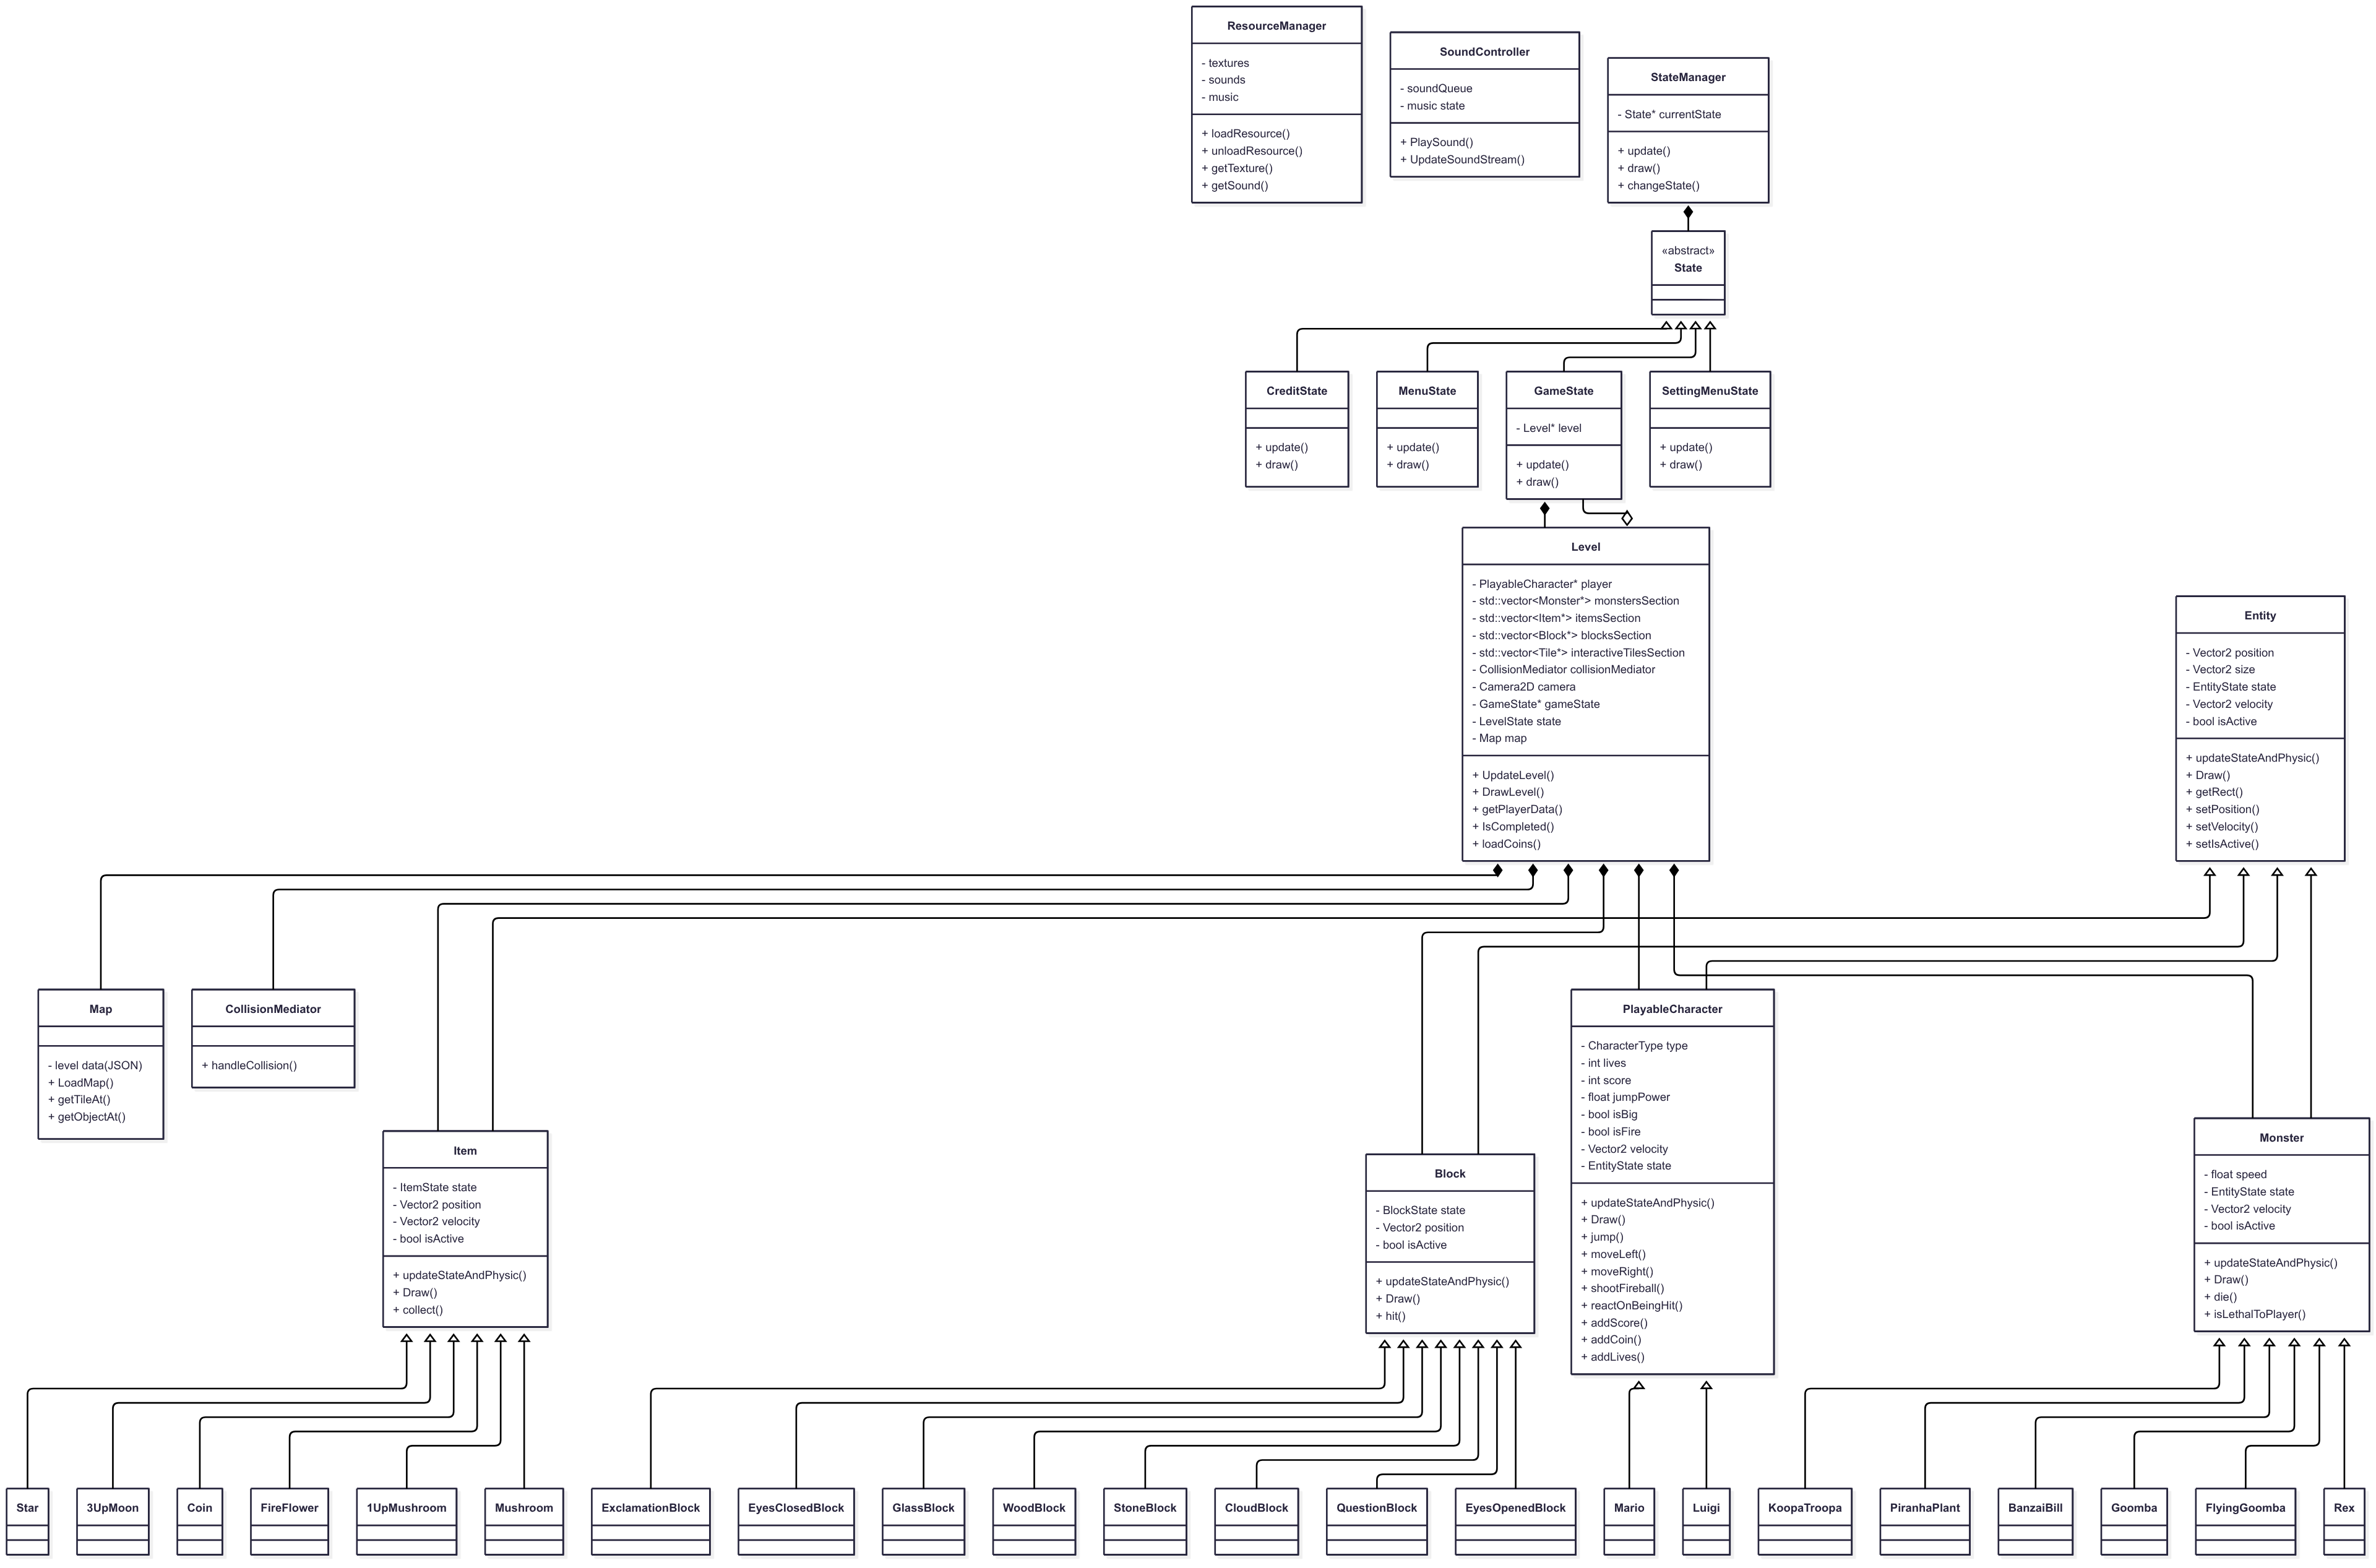 ResourceManager
- textures
- sounds
- music
+ loadResource()
+ unloadResource()
+ getTexture()
+ getSound()
SoundController
- soundQueue
- music state
+ PlaySound()
+ UpdateSoundStream()
StateManager
- State* currentState
+ update()
+ draw()
+ changeState()
«abstract»
State
CreditState
+ update()
+ draw()
MenuState
+ update()
+ draw()
GameState
- Level* level
+ update()
+ draw()
SettingMenuState
+ update()
+ draw()
Level
- PlayableCharacter* player
- std::vector<Monster*> monstersSection
- std::vector<Item*> itemsSection
- std::vector<Block*> blocksSection
- std::vector<Tile*> interactiveTilesSection
- CollisionMediator collisionMediator
- Camera2D camera
- GameState* gameState
- LevelState state
- Map map
+ UpdateLevel()
+ DrawLevel()
+ getPlayerData()
+ IsCompleted()
+ loadCoins()
Entity
- Vector2 position
- Vector2 size
- EntityState state
- Vector2 velocity
- bool isActive
+ updateStateAndPhysic()
+ Draw()
+ getRect()
+ setPosition()
+ setVelocity()
+ setIsActive()
Map
- level data(JSON)
+ LoadMap()
+ getTileAt()
+ getObjectAt()
CollisionMediator
+ handleCollision()
Item
- ItemState state
- Vector2 position
- Vector2 velocity
- bool isActive
+ updateStateAndPhysic()
+ Draw()
+ collect()
Block
- BlockState state
- Vector2 position
- bool isActive
+ updateStateAndPhysic()
+ Draw()
+ hit()
PlayableCharacter
- CharacterType type
- int lives
- int score
- float jumpPower
- bool isBig
- bool isFire
- Vector2 velocity
- EntityState state
+ updateStateAndPhysic()
+ Draw()
+ jump()
+ moveLeft()
+ moveRight()
+ shootFireball()
+ reactOnBeingHit()
+ addScore()
+ addCoin()
+ addLives()
Monster
- float speed
- EntityState state
- Vector2 velocity
- bool isActive
+ updateStateAndPhysic()
+ Draw()
+ die()
+ isLethalToPlayer()
Star
3UpMoon
Coin
FireFlower
1UpMushroom
Mushroom
ExclamationBlock
EyesClosedBlock
GlassBlock
WoodBlock
StoneBlock
CloudBlock
QuestionBlock
EyesOpenedBlock
Mario
Luigi
KoopaTroopa
PiranhaPlant
BanzaiBill
Goomba
FlyingGoomba
Rex